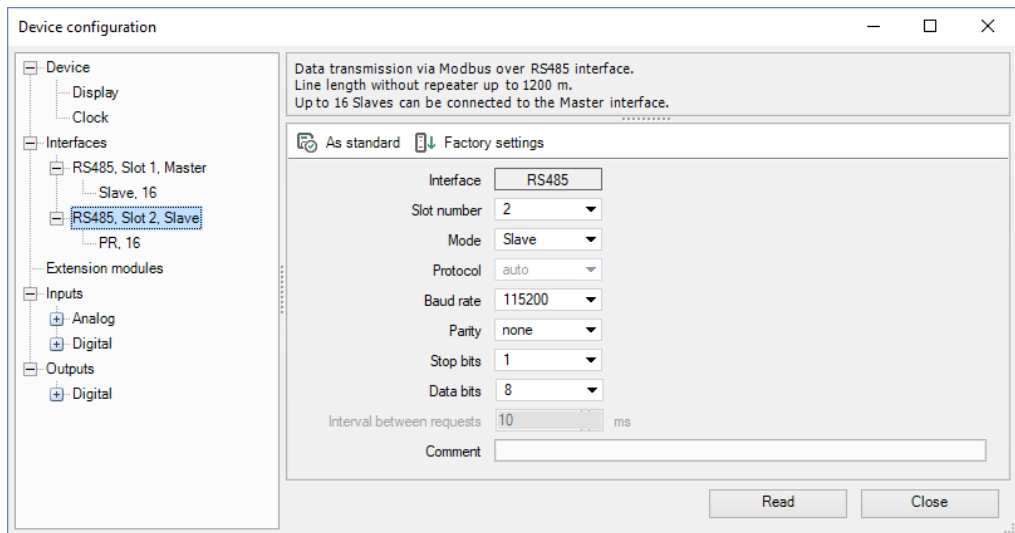 Device configuration
Device
Display
Clock
Interfaces
RS485, Slot 1, Master
Slave, 16
RS485, Slot 2, Slave
PR, 16
Extension modules
Inputs
Analog
Digital
Outputs
Digital
Data transmission via Modbus over RS485 interface.
Line length without repeater up to 1200 m.
Up to 16 Slaves can be connected to the Master interface.
As standard Factory settings
Interface RS485
Slot number 2
Mode Slave
Protocol auto
Baud rate 115200
Parity none
Stop bits 1
Data bits 8
Interval between requests 10 ms
Comment
Read Close